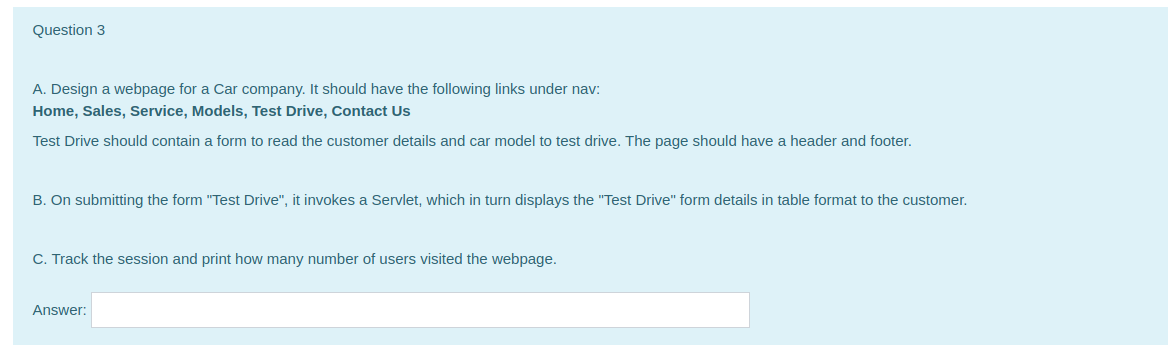 Question 3
A. Design a webpage for a Car company. It should have the following links under nav:
Home, Sales, Service, Models, Test Drive, Contact Us
Test Drive should contain a form to read the customer details and car model to test drive. The page should have a header and footer.
B. On submitting the form "Test Drive", it invokes a Servlet, which in turn displays the "Test Drive" form details in table format to the customer.
C. Track the session and print how many number of users visited the webpage.
Answer: